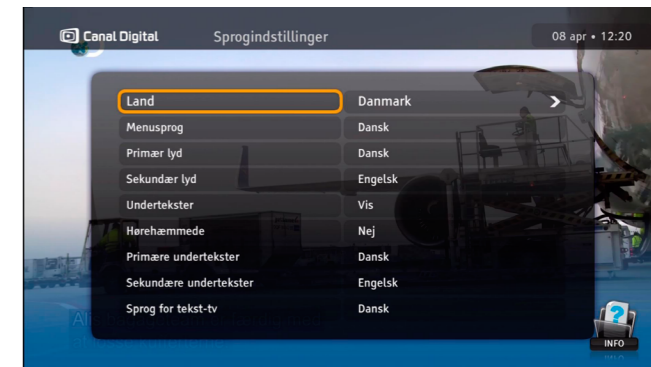 Canal Digital Sprogindstillinger 08 apr • 12:20
Land Danmark
Menusprog Dansk
Primær lyd Dansk
Sekundær lyd Engelsk
Undertekster Vis
Hørehæmmede Nej
Primære undertekster Dansk
Sekundære undertekster Engelsk
Sprog for tekst-tv Dansk
INFO